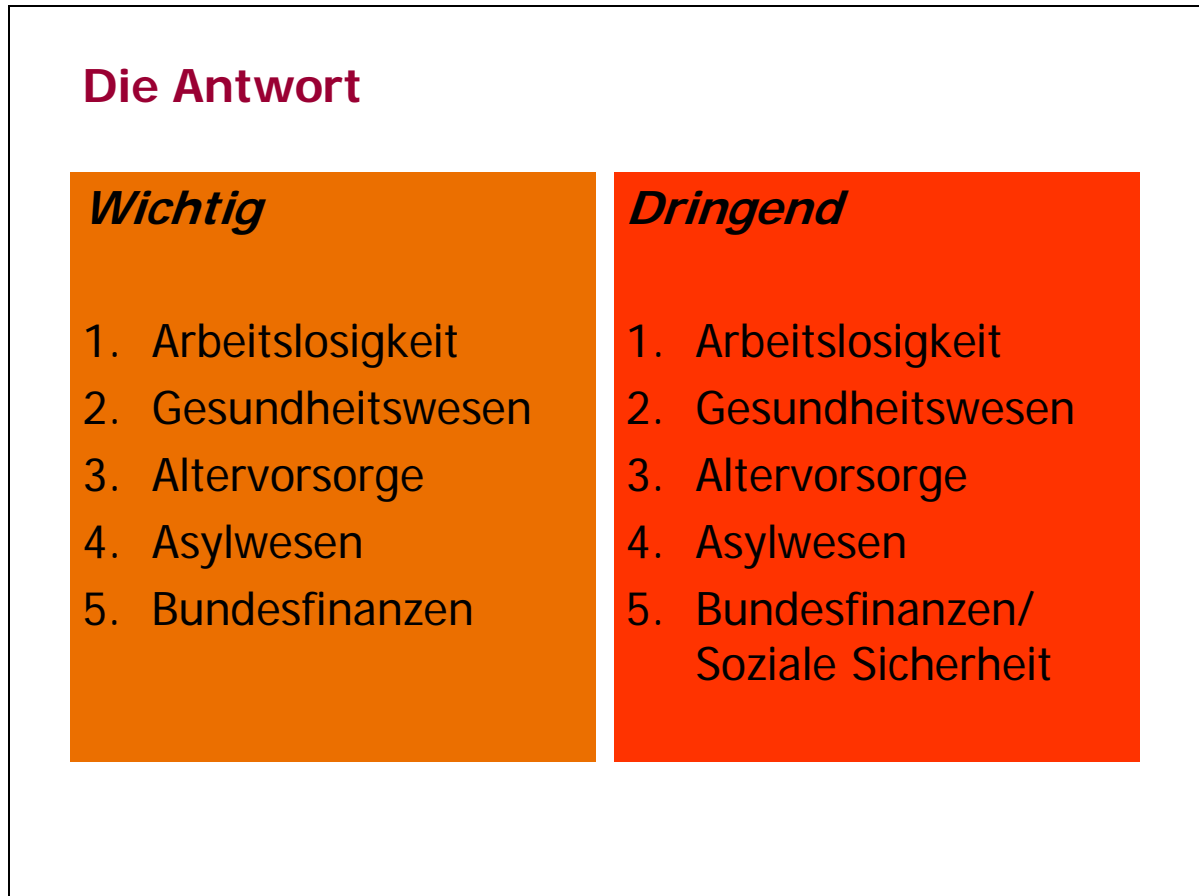 Die Antwort
Wichtig
1. Arbeitslosigkeit
2. Gesundheitswesen
3. Altervorsorge
4. Asylwesen
5. Bundesfinanzen
Dringend
1. Arbeitslosigkeit
2. Gesundheitswesen
3. Altervorsorge
4. Asylwesen
5. Bundesfinanzen/
Soziale Sicherheit